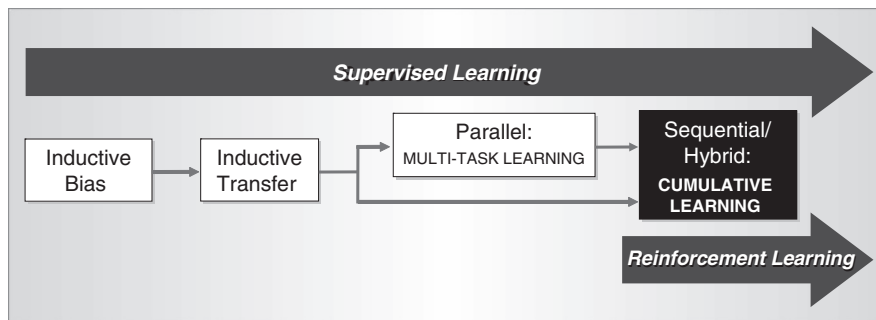 Supervised Learning
Inductive
Bias
Inductive
Transfer
Parallel:
MULTI-TASK LEARNING
Sequential/
Hybrid:
CUMULATIVE
LEARNING
Reinforcement Learning